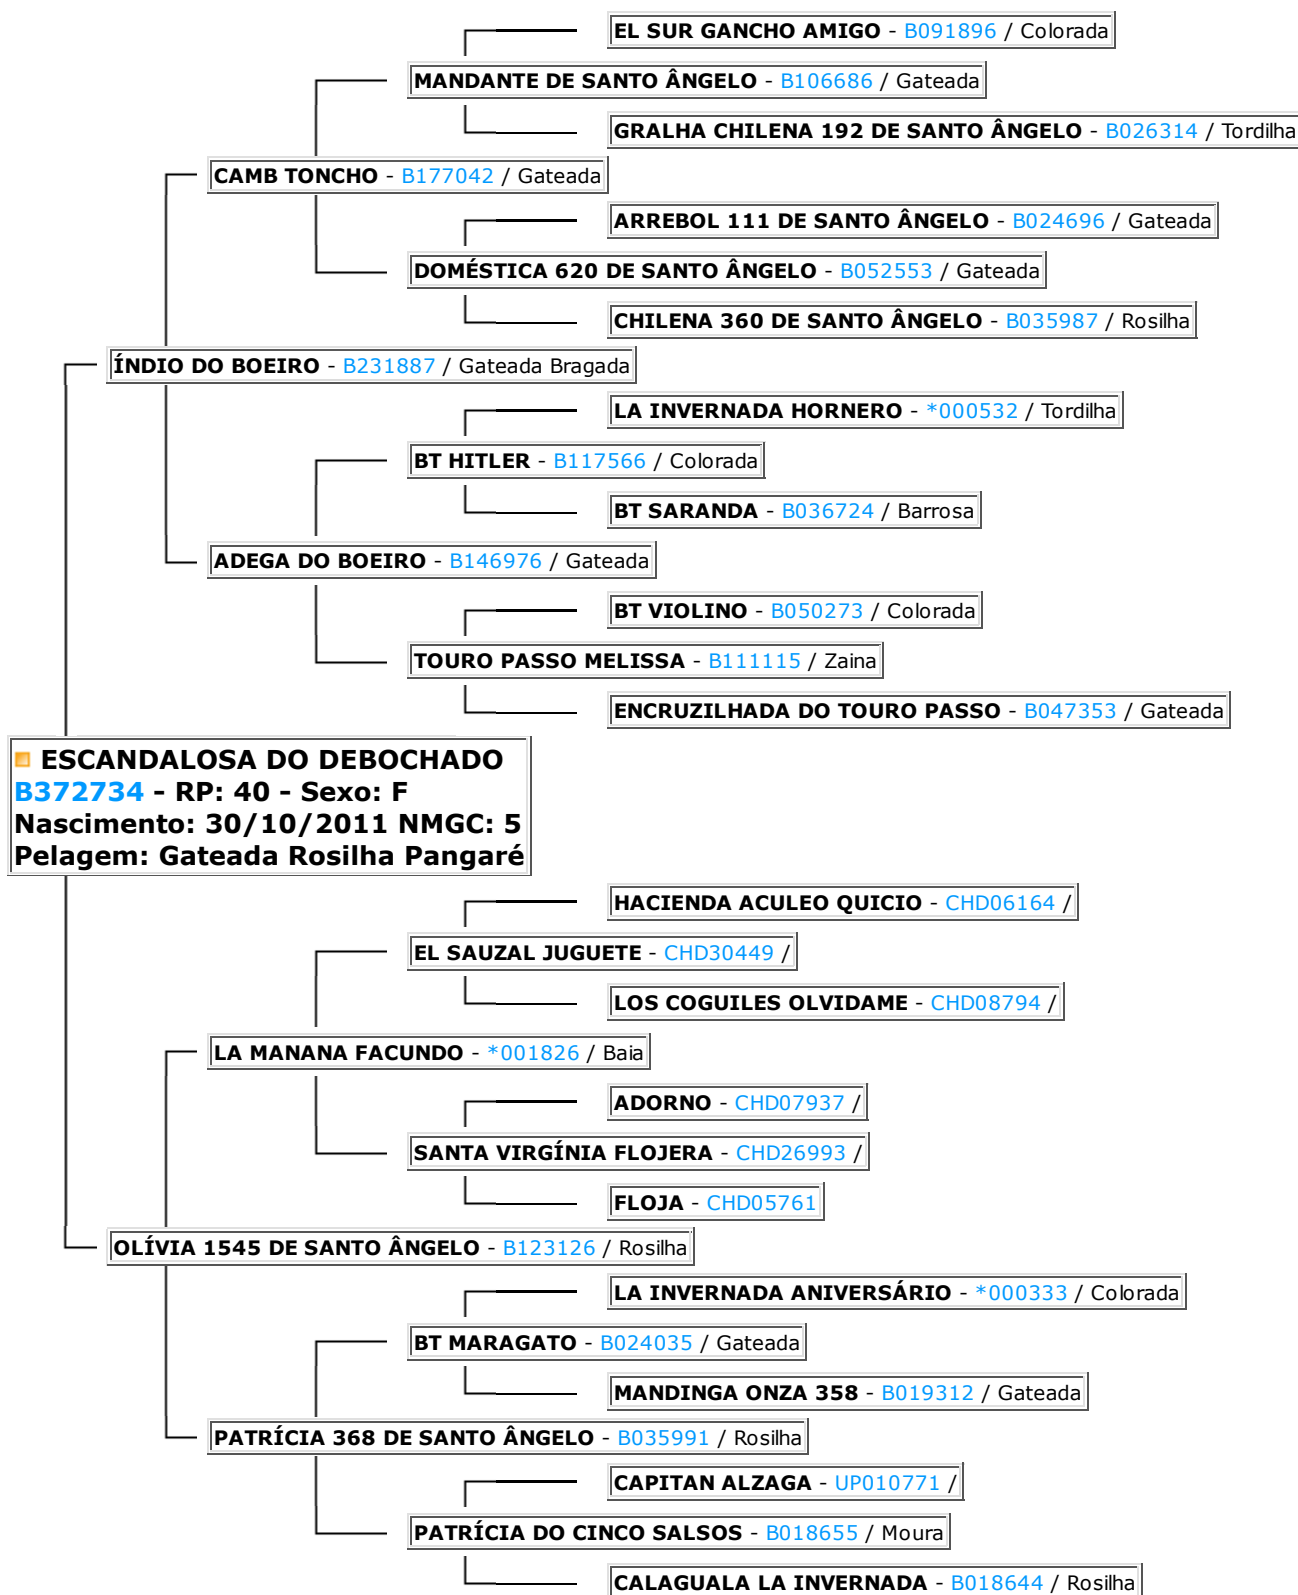 EL SUR GANCHO AMIGO - B091896 / Colorada
MANDANTE DE SANTO ÂNGELO - B106686 / Gateada
GRALHA CHILENA 192 DE SANTO ÂNGELO - B026314 / Tordilha
CAMB TONCHO - B177042 / Gateada
ARREBOL 111 DE SANTO ÂNGELO - B024696 / Gateada
DOMÉSTICA 620 DE SANTO ÂNGELO - B052553 / Gateada
CHILENA 360 DE SANTO ÂNGELO - B035987 / Rosilha
ÍNDIO DO BOEIRO - B231887 / Gateada Bragada
LA INVERNADA HORNERO - *000532 / Tordilha
BT HITLER - B117566 / Colorada
BT SARANDA - B036724 / Barrosa
ADEGA DO BOEIRO - B146976 / Gateada
BT VIOLINO - B050273 / Colorada
TOURO PASSO MELISSA - B111115 / Zaina
ENCRUZILHADA DO TOURO PASSO - B047353 / Gateada
ESCANDALOSA DO DEBOCHADO
B372734 - RP: 40 - Sexo: F
Nascimento: 30/10/2011 NMGC: 5
Pelagem: Gateada Rosilha Pangaré
HACIENDA ACULEO QUICIO - CHD06164 /
EL SAUZAL JUGUETE - CHD30449 /
LOS COGUILES OLVIDAME - CHD08794 /
LA MANANA FACUNDO - *001826 / Baia
ADORNO - CHD07937 /
SANTA VIRGÍNIA FLOJERA - CHD26993 /
FLOJA - CHD05761
OLÍVIA 1545 DE SANTO ÂNGELO - B123126 / Rosilha
LA INVERNADA ANIVERSÁRIO - *000333 / Colorada
BT MARAGATO - B024035 / Gateada
MANDINGA ONZA 358 - B019312 / Gateada
PATRÍCIA 368 DE SANTO ÂNGELO - B035991 / Rosilha
CAPITAN ALZAGA - UP010771 /
PATRÍCIA DO CINCO SALSOS - B018655 / Moura
CALAGUALA LA INVERNADA - B018644 / Rosilha